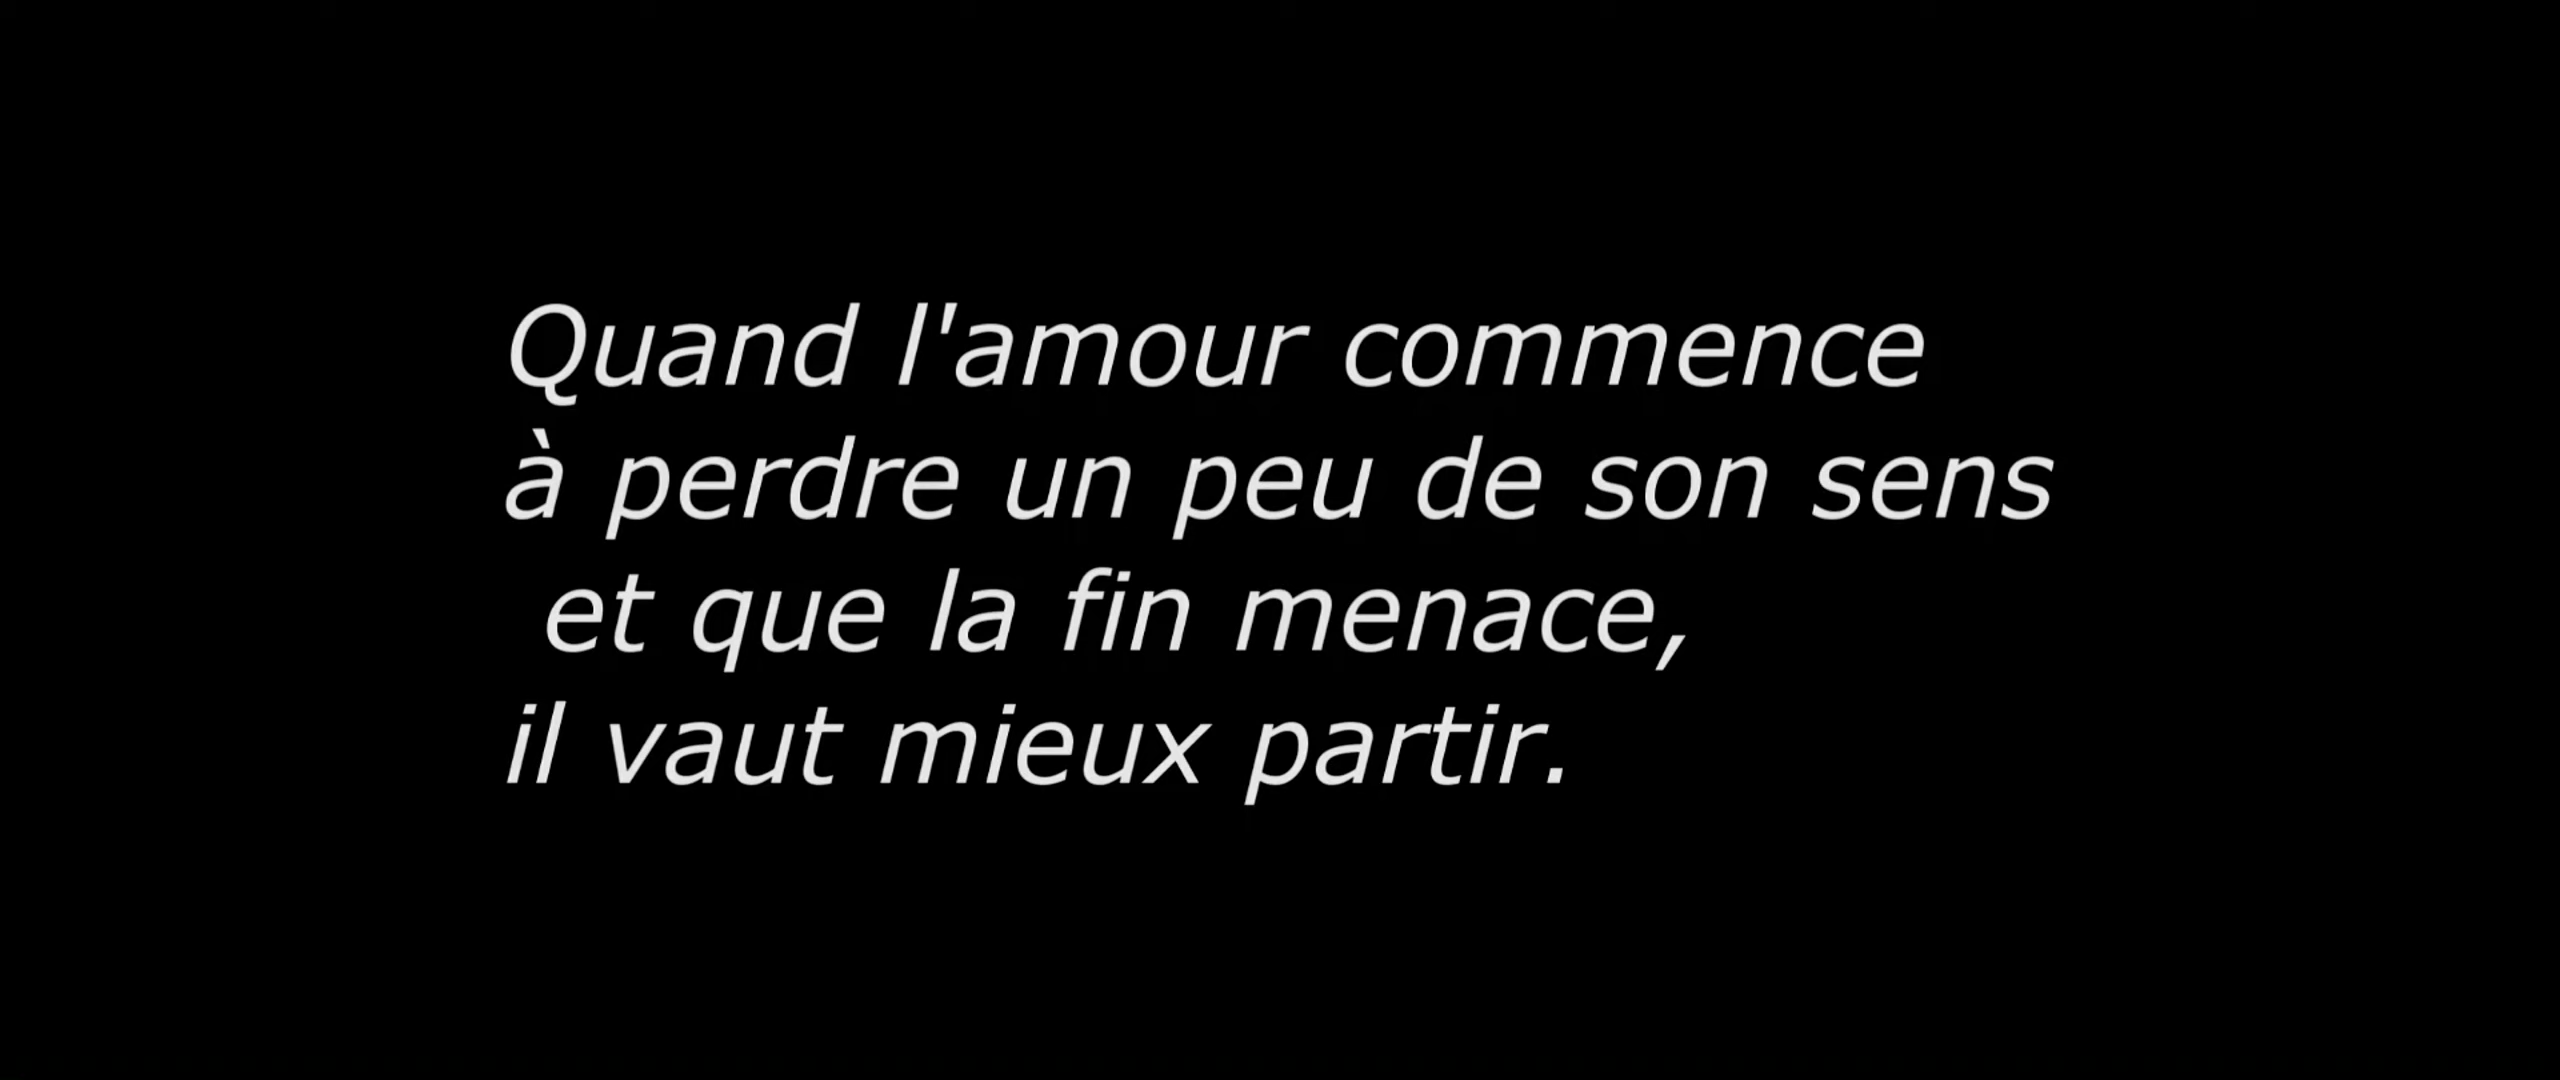 Quand l'amour commence
à perdre un peu de son sens
et que la fin menace,
il vaut mieux partir.